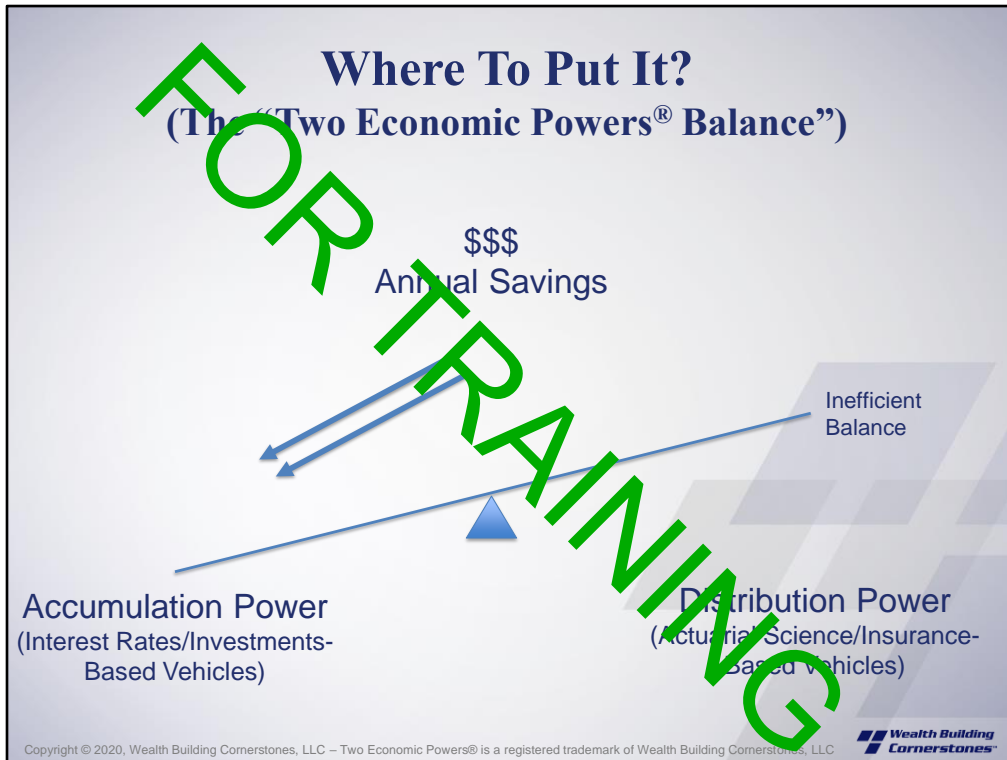 Where To Put It?
(The “Two Economic Powers® Balance”)
$$$
Annual Savings
Inefficient
Balance
Accumulation Power
(Interest Rates/Investments-
Based Vehicles)
Distribution Power
(Actuarial Science/Insurance-
Based Vehicles)
FOR TRAINING
Copyright © 2020, Wealth Building Cornerstones, LLC – Two Economic Powers® is a registered trademark of Wealth Building Cornerstones, LLC
Wealth Building
Cornerstones™